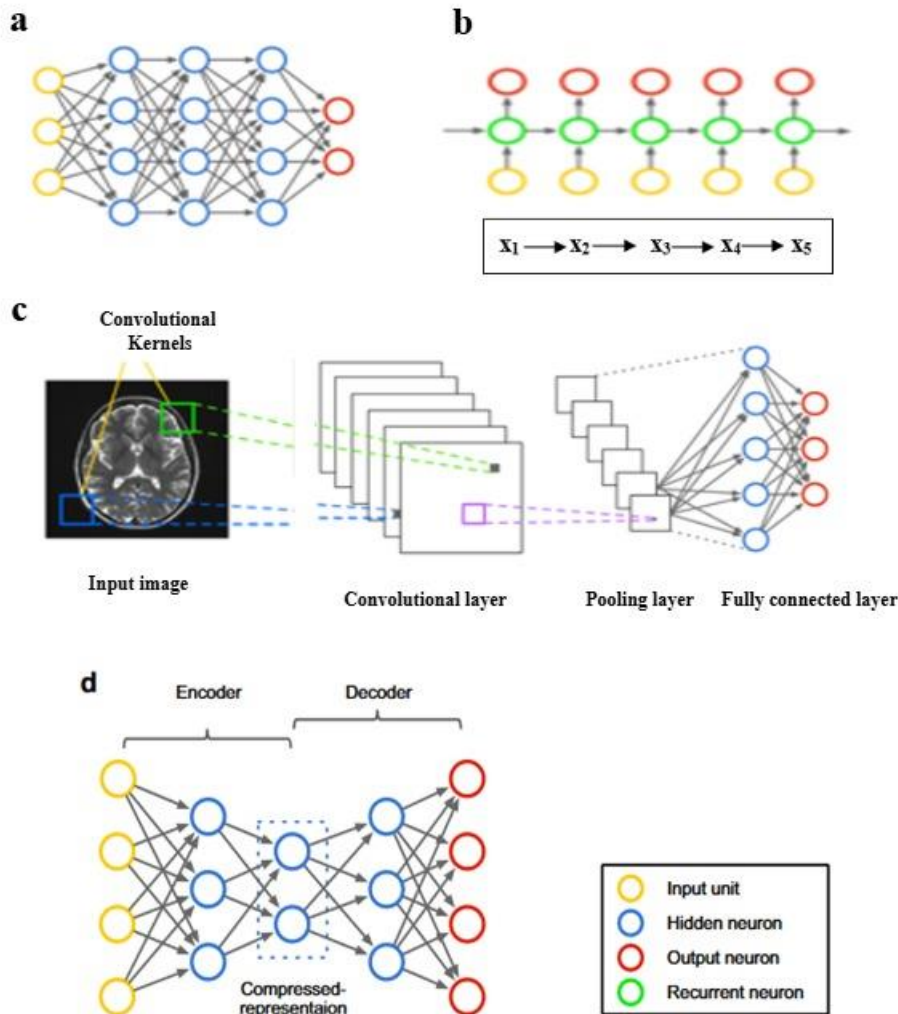 a
b
x₁ → x₂ → x₃ → x₄ → x₅
c
Convolutional
Kernels
Input image
Convolutional layer
Pooling layer
Fully connected layer
d
Encoder
Decoder
Compressed-
representaion
Input unit
Hidden neuron
Output neuron
Recurrent neuron